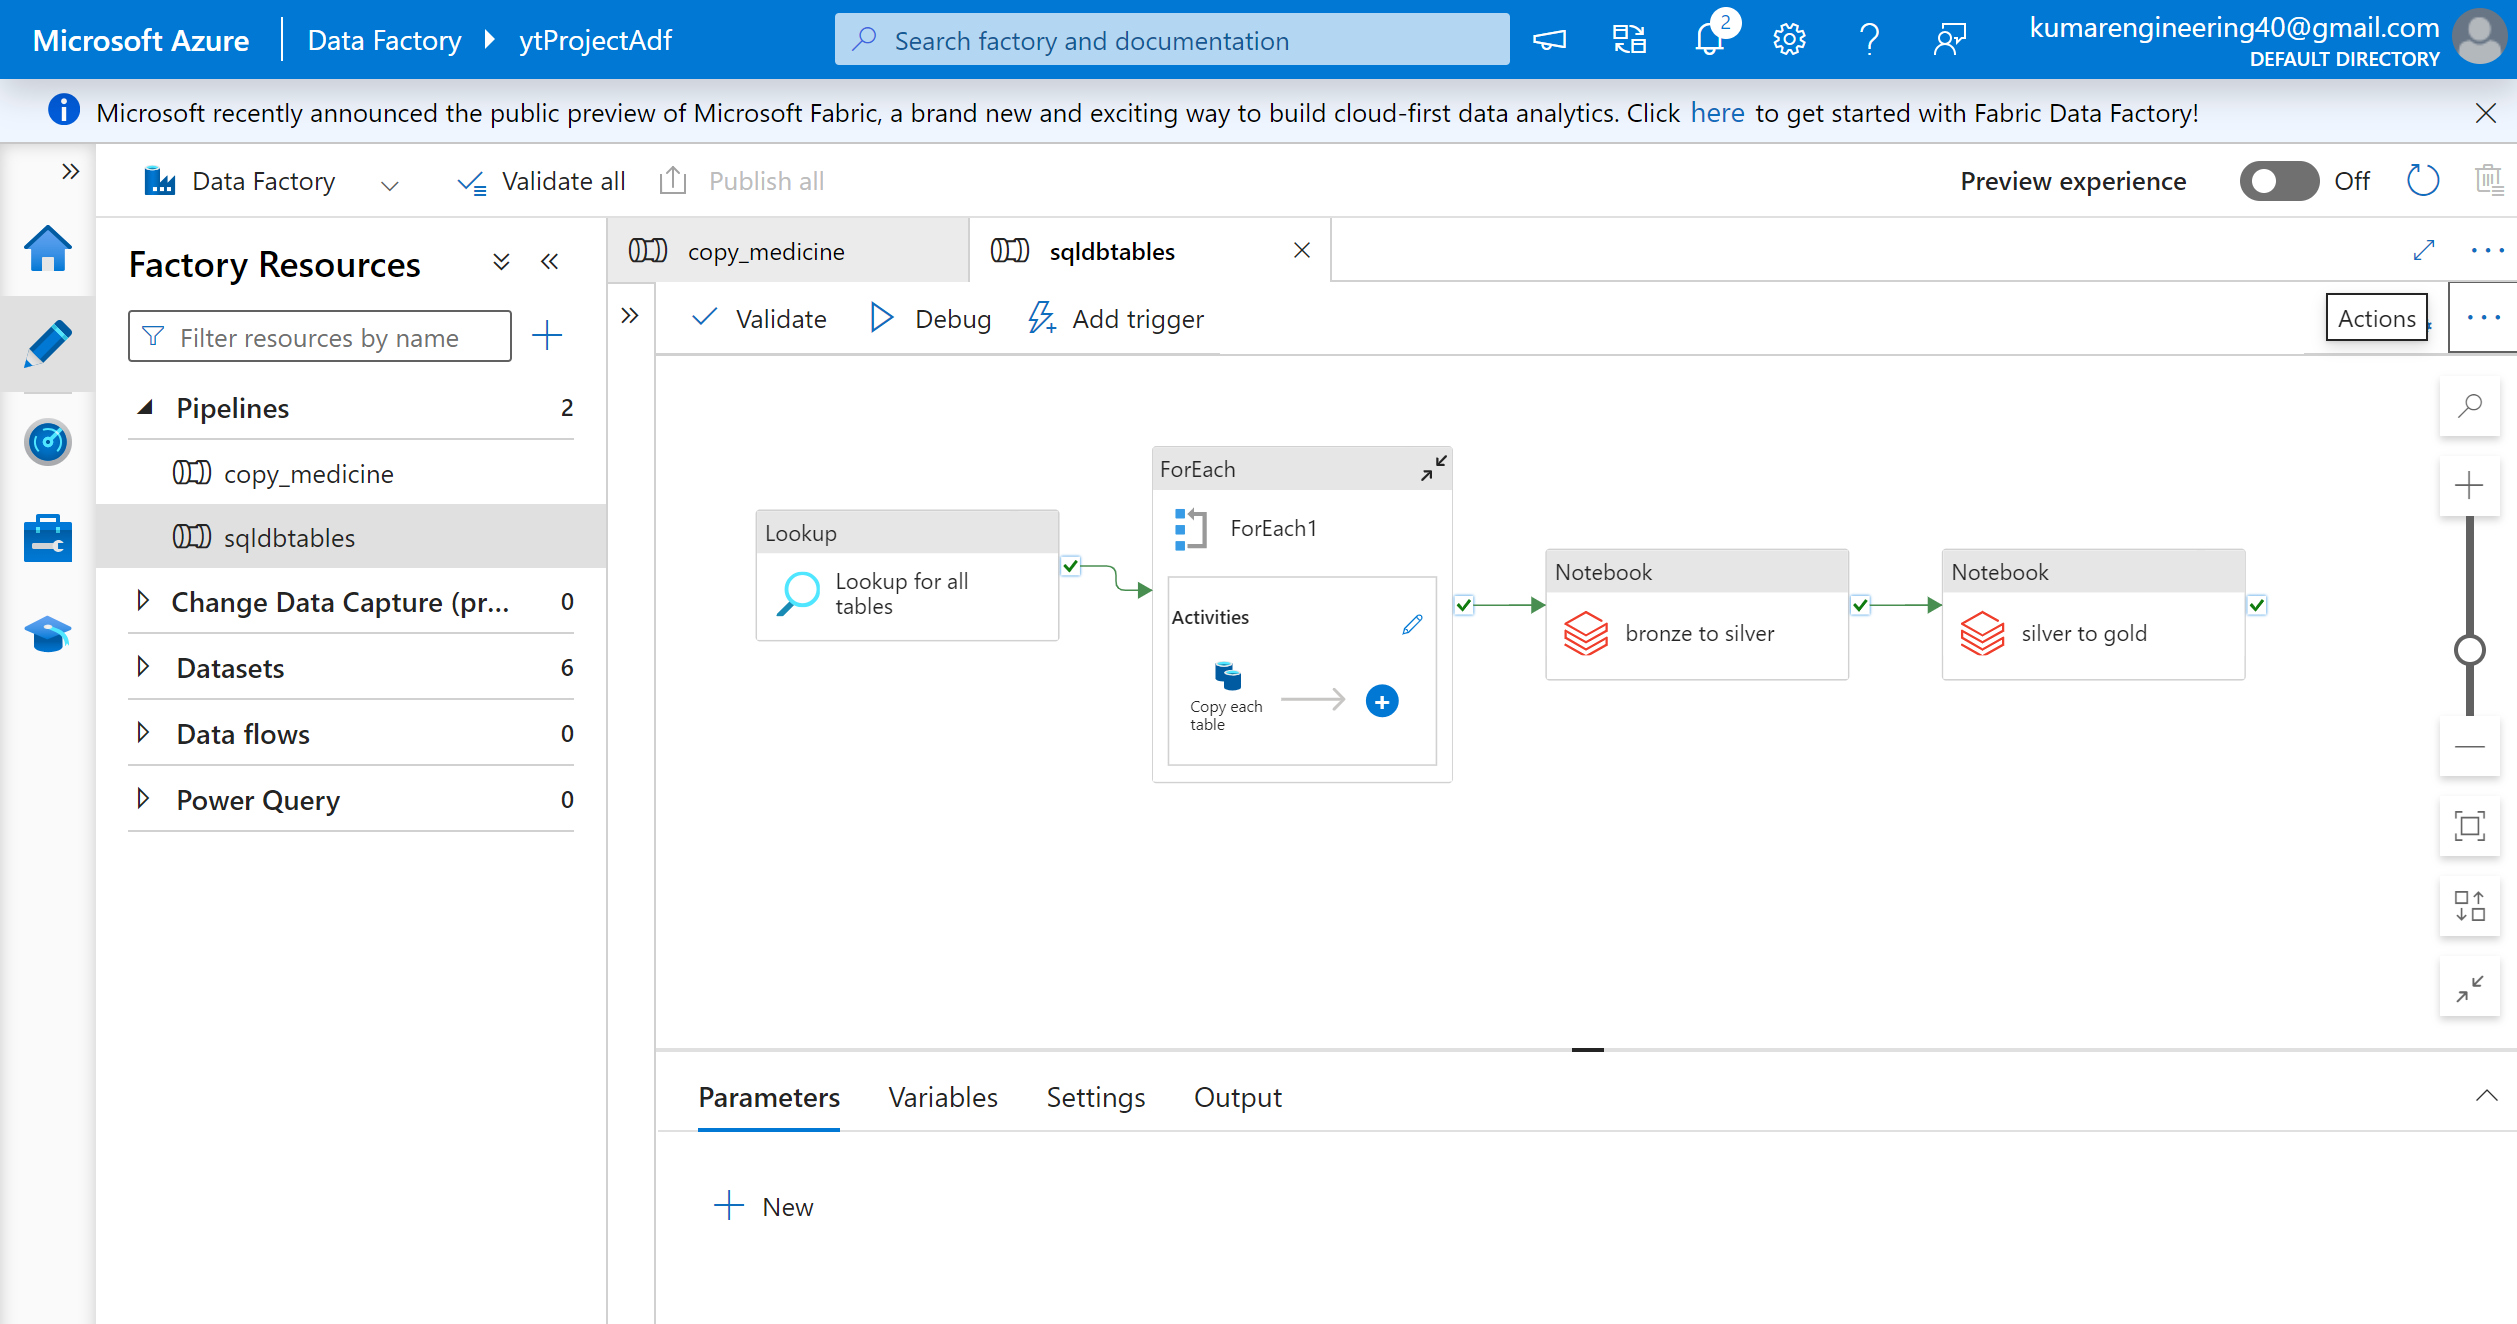 Microsoft Azure
Data Factory
ytProjectAdf
Search factory and documentation
2
kumarengineering40@gmail.com
DEFAULT DIRECTORY
Microsoft recently announced the public preview of Microsoft Fabric, a brand new and exciting way to build cloud-first data analytics. Click here to get started with Fabric Data Factory!
Data Factory
Validate all
Publish all
Preview experience
Off
Factory Resources
Filter resources by name
Pipelines 2
copy_medicine
sqldbtables
Change Data Capture (pr... 0
Datasets 6
Data flows 0
Power Query 0
copy_medicine
sqldbtables
Validate
Debug
Add trigger
Actions
Lookup
Lookup for all
tables
ForEach
ForEach1
Activities
Copy each
table
Notebook
bronze to silver
Notebook
silver to gold
Parameters
Variables
Settings
Output
New